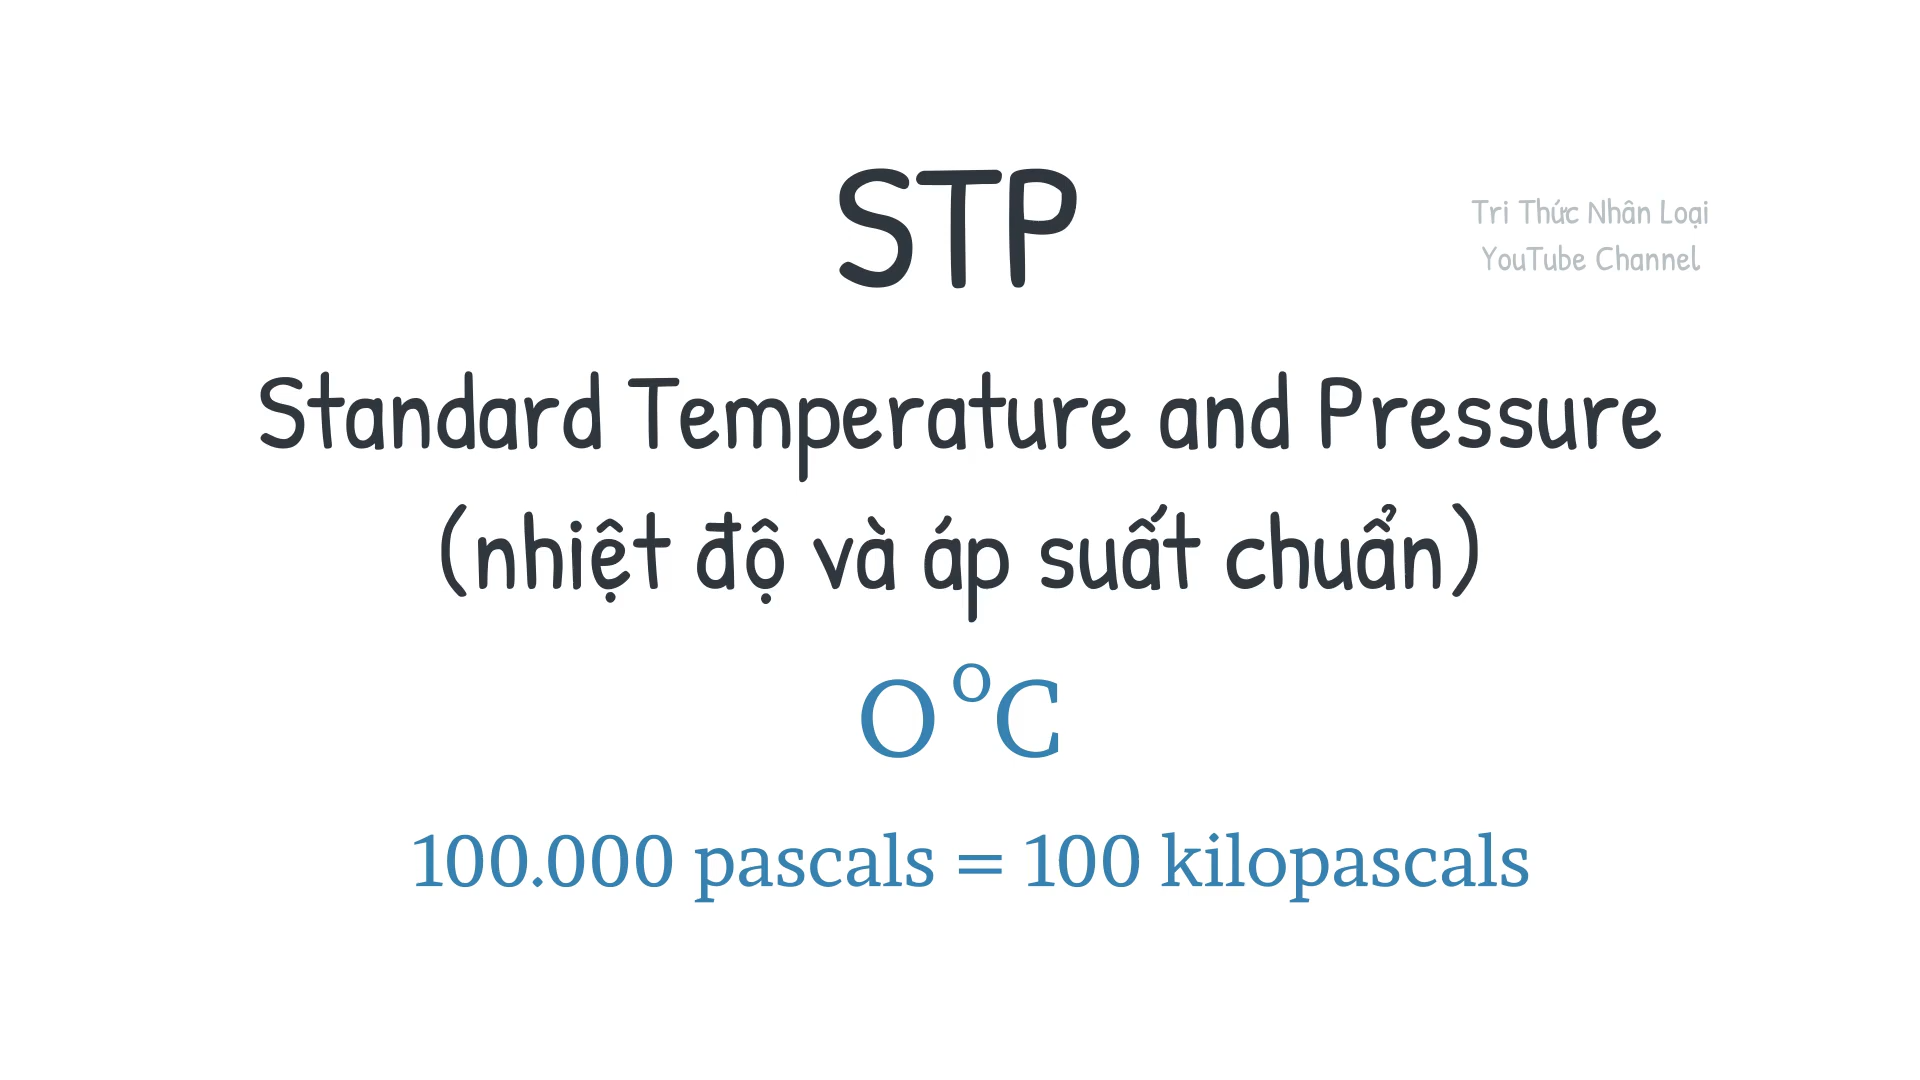 STP
Tri Thức Nhân Loại
YouTube Channel
Standard Temperature and Pressure
(nhiệt độ và áp suất chuẩn)
0°C
100.000 pascals = 100 kilopascals